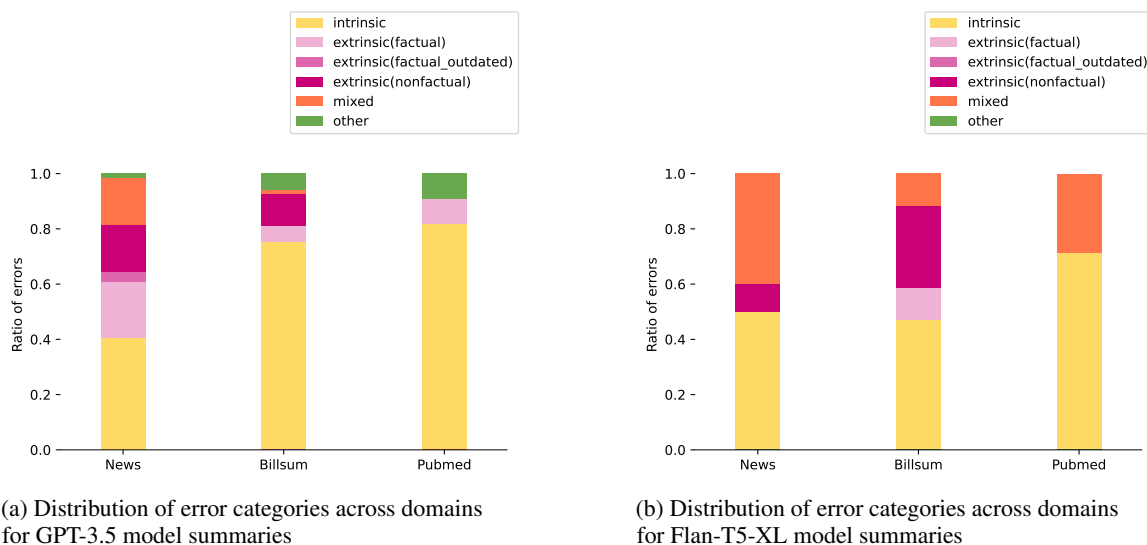 intrinsic
extrinsic(factual)
extrinsic(factual_outdated)
extrinsic(nonfactual)
mixed
other
1.0
0.8
0.6
0.4
0.2
0.0
Ratio of errors
News
Billsum
Pubmed
(a) Distribution of error categories across domains
for GPT-3.5 model summaries
intrinsic
extrinsic(factual)
extrinsic(factual_outdated)
extrinsic(nonfactual)
mixed
other
1.0
0.8
0.6
0.4
0.2
0.0
Ratio of errors
News
Billsum
Pubmed
(b) Distribution of error categories across domains
for Flan-T5-XL model summaries